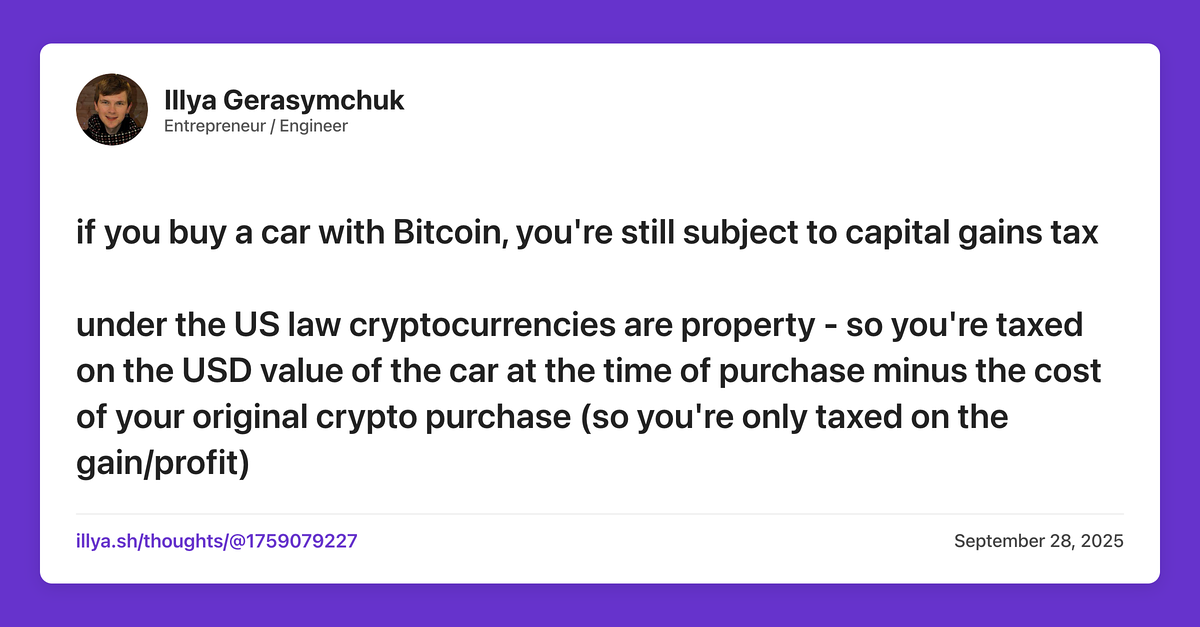 Illya Gerasymchuk
Entrepreneur / Engineer
if you buy a car with Bitcoin, you're still subject to capital gains tax
under the US law cryptocurrencies are property - so you're taxed
on the USD value of the car at the time of purchase minus the cost
of your original crypto purchase (so you're only taxed on the
gain/profit)
illya.sh/thoughts/@1759079227
September 28, 2025